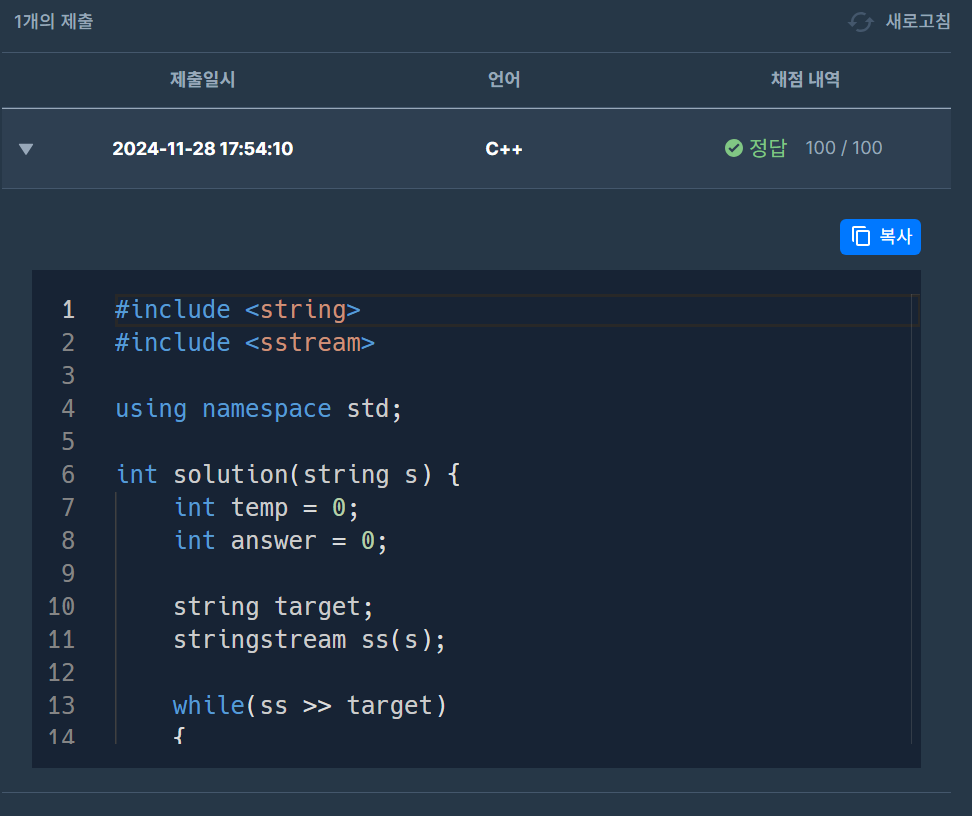 1개의 제출 새로고침
제출일시 언어 채점 내역
▼ 2024-11-28 17:54:10 C++ 정답 100 / 100
복사
1 #include <string>
2 #include <sstream>
3
4 using namespace std;
5
6 int solution(string s) {
7     int temp = 0;
8     int answer = 0;
9
10     string target;
11     stringstream ss(s);
12
13     while(ss >> target)
14     {